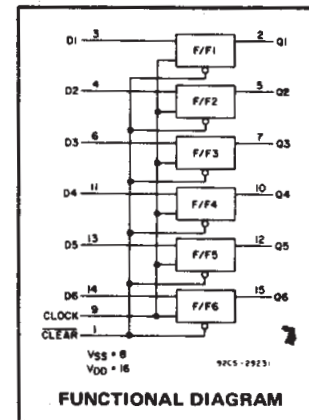 D1 3 F/F1 2 Q1
D2 4 F/F2 5 Q2
D3 6 F/F3 7 Q3
D4 11 F/F4 10 Q4
D5 13 F/F5 12 Q5
D6 14 F/F6 15 Q6
CLOCK 9
CLEAR 1
VSS = 8
VDD = 16
92CS-29231
FUNCTIONAL DIAGRAM